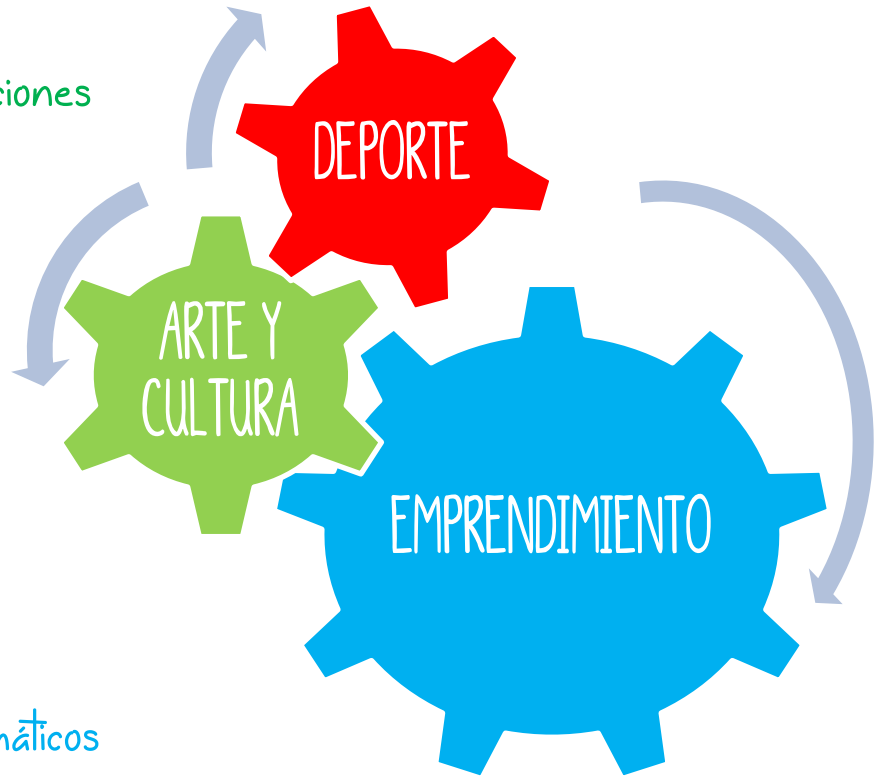 ciones
DEPORTE
ARTE Y
CULTURA
EMPRENDIMIENTO
máticos